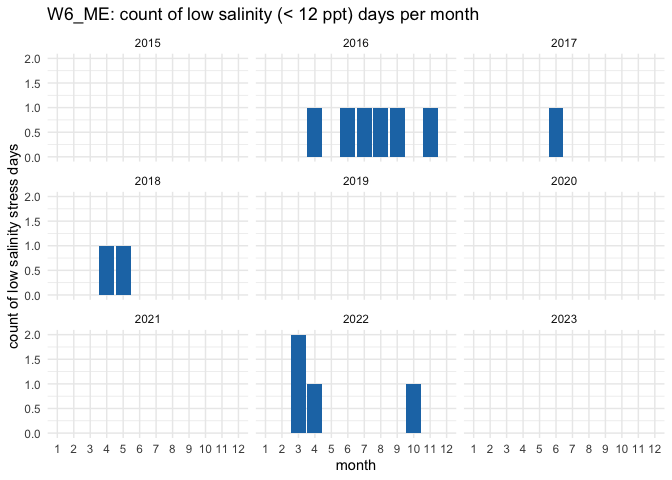 W6_ME: count of low salinity (< 12 ppt) days per month
2015 2016 2017
2.0
1.5
1.0
0.5
0.0
2018 2019 2020
2.0
1.5
1.0
0.5
0.0
2021 2022 2023
2.0
1.5
1.0
0.5
0.0
1 2 3 4 5 6 7 8 9 10 11 12 1 2 3 4 5 6 7 8 9 10 11 12 1 2 3 4 5 6 7 8 9 10 11 12
month
count of low salinity stress days